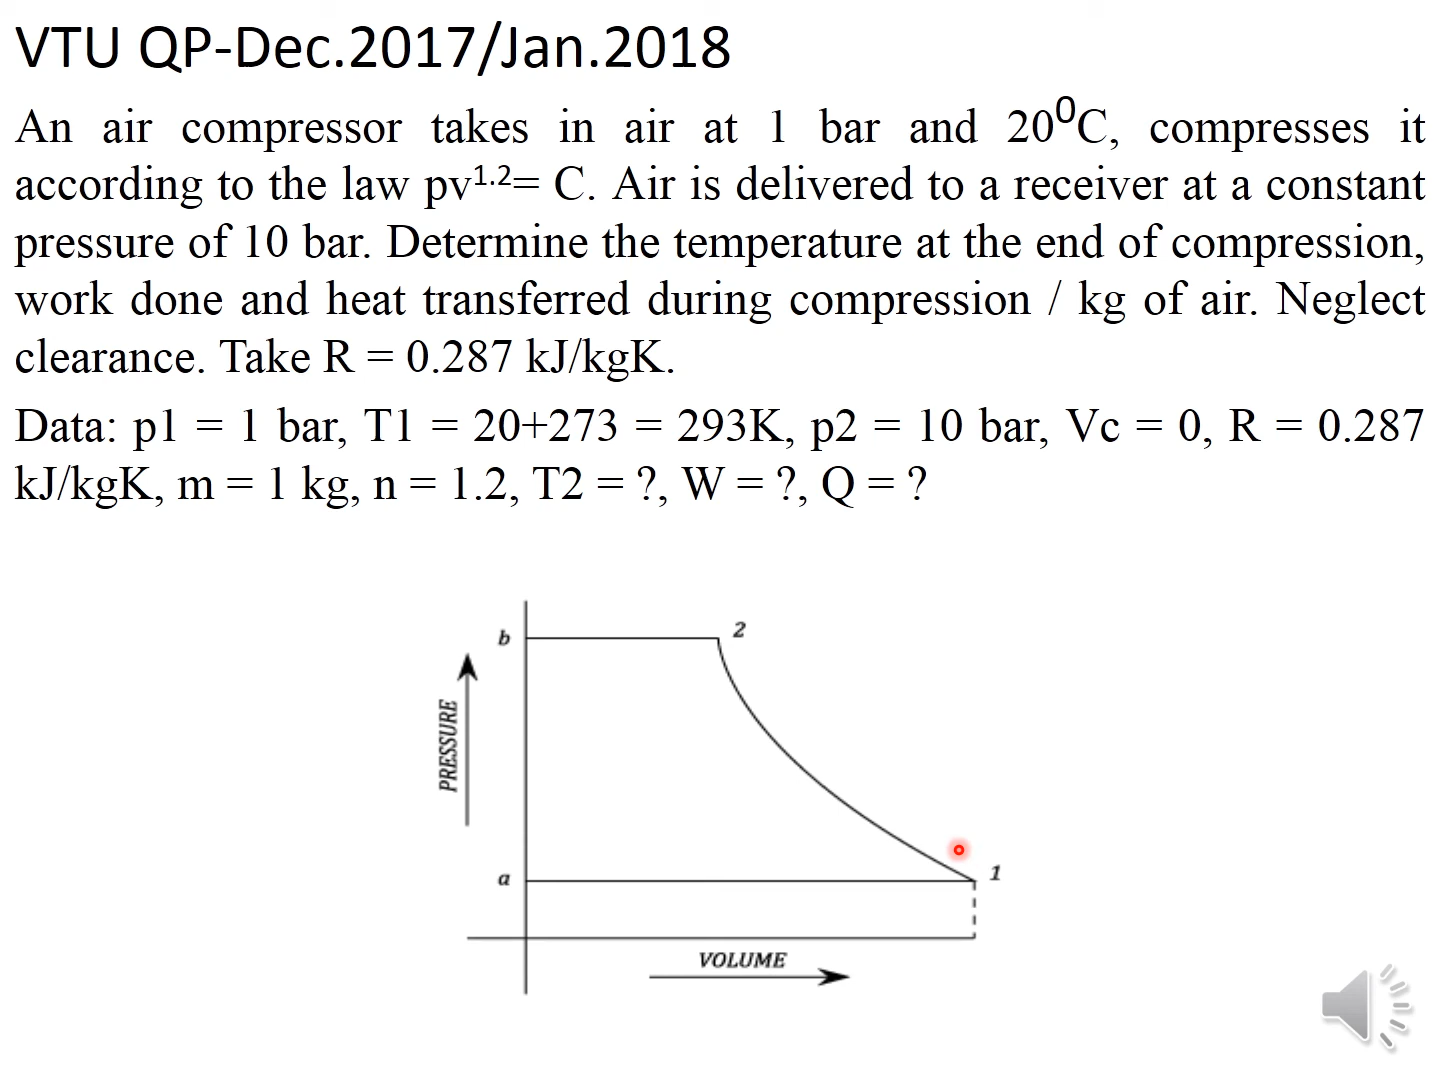 VTU QP-Dec.2017/Jan.2018
An air compressor takes in air at 1 bar and 20⁰C, compresses it
according to the law pv¹·²= C. Air is delivered to a receiver at a constant
pressure of 10 bar. Determine the temperature at the end of compression,
work done and heat transferred during compression / kg of air. Neglect
clearance. Take R = 0.287 kJ/kgK.
Data: p1 = 1 bar, T1 = 20+273 = 293K, p2 = 10 bar, Vc = 0, R = 0.287
kJ/kgK, m = 1 kg, n = 1.2, T2 = ?, W = ?, Q = ?
b
2
PRESSURE
a
1
VOLUME